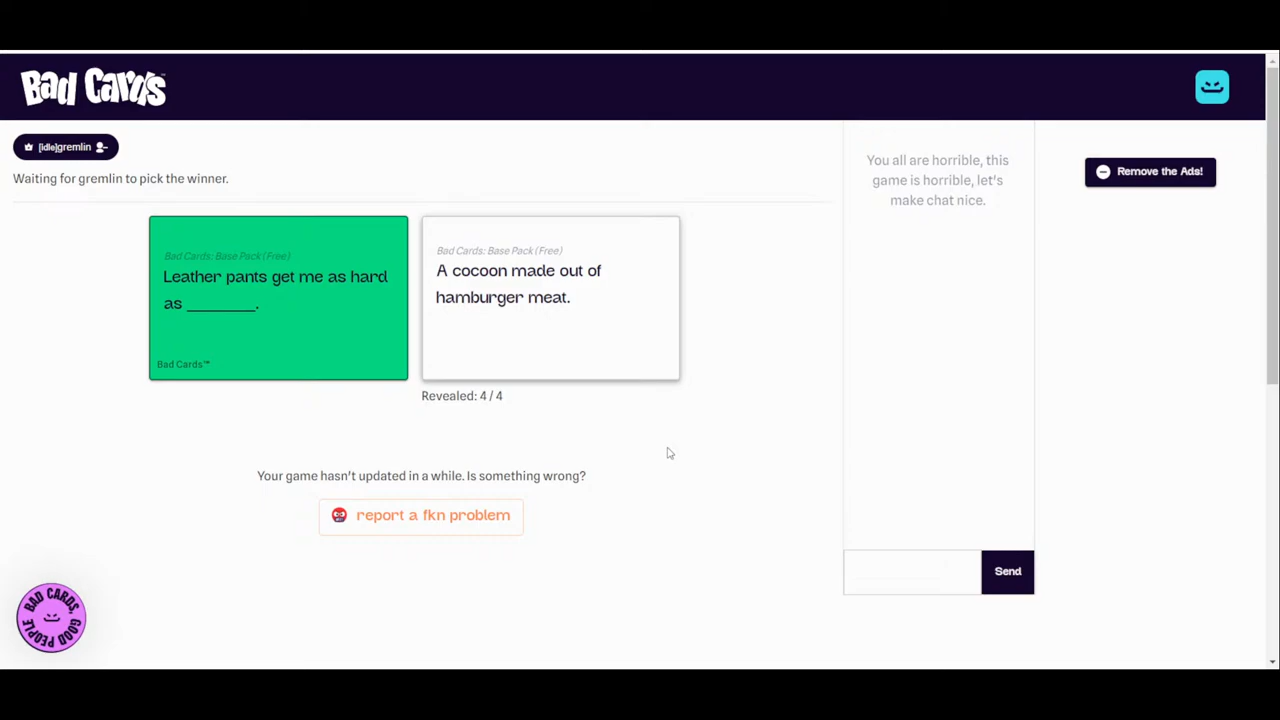 Bad Cards™
[idle]gremlin
Waiting for gremlin to pick the winner.
Bad Cards: Base Pack (Free)
Leather pants get me as hard
as ________.
Bad Cards™
Bad Cards: Base Pack (Free)
A cocoon made out of
hamburger meat.
Revealed: 4 / 4
Your game hasn't updated in a while. Is something wrong?
report a fkn problem
You all are horrible, this
game is horrible, let's
make chat nice.
Send
Remove the Ads!
BAD CARDS,
GOOD PEOPLE